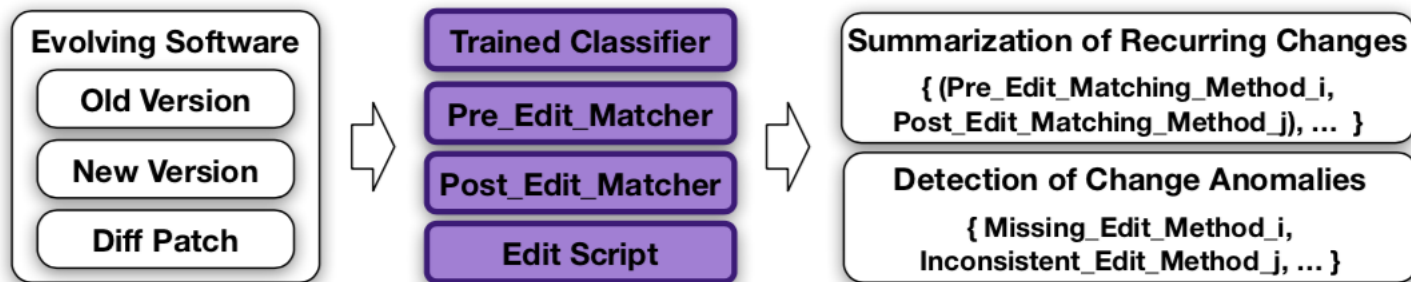 Evolving Software
Old Version
New Version
Diff Patch
Trained Classifier
Pre_Edit_Matcher
Post_Edit_Matcher
Edit Script
Summarization of Recurring Changes
{ (Pre_Edit_Matching_Method_i,
Post_Edit_Matching_Method_j), ... }
Detection of Change Anomalies
{ Missing_Edit_Method_i,
Inconsistent_Edit_Method_j, ... }